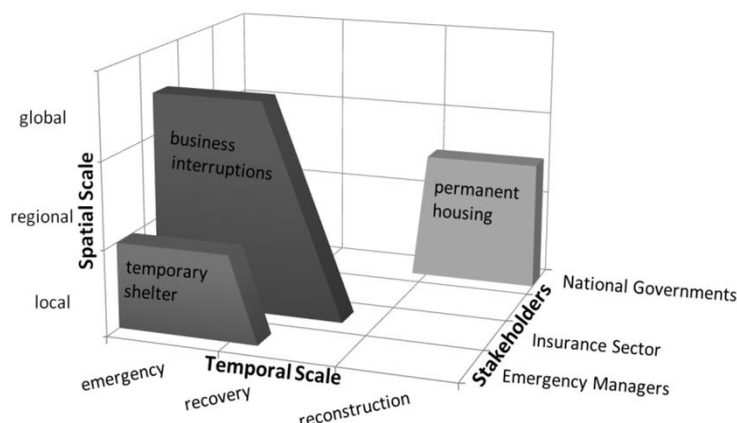 global
regional
local
Spatial Scale
business
interruptions
temporary
shelter
permanent
housing
emergency
recovery
reconstruction
Temporal Scale
Stakeholders
National Governments
Insurance Sector
Emergency Managers